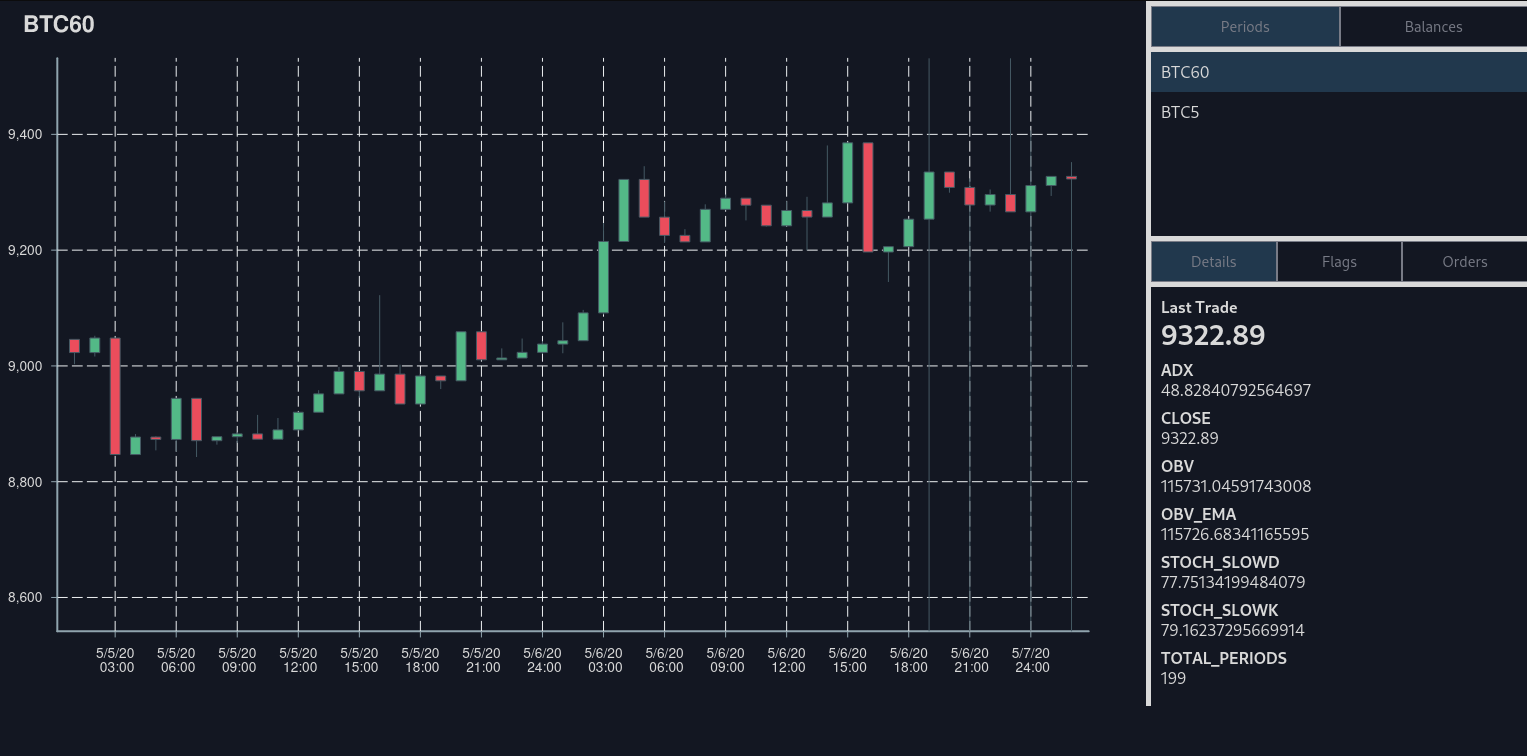 BTC60
9,400
9,200
9,000
8,800
8,600
5/5/20 5/5/20 5/5/20 5/5/20 5/5/20 5/5/20 5/5/20 5/6/20 5/6/20 5/6/20 5/6/20 5/6/20 5/6/20 5/6/20 5/6/20 5/7/20
03:00 06:00 09:00 12:00 15:00 18:00 21:00 24:00 03:00 06:00 09:00 12:00 15:00 18:00 21:00 24:00
Periods Balances
BTC60
BTC5
Details Flags Orders
Last Trade
9322.89
ADX
48.82840792564697
CLOSE
9322.89
OBV
115731.04591743008
OBV_EMA
115726.68341165595
STOCH_SLOWD
77.75134199484079
STOCH_SLOWK
79.16237295669914
TOTAL_PERIODS
199